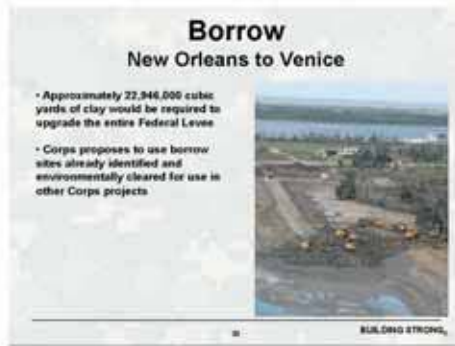 Borrow
New Orleans to Venice
• Approximately 22,946,000 cubic
yards of clay would be required to
upgrade the entire Federal Levee
• Corps proposes to use borrow
sites already identified and
environmentally cleared for use in
other Corps projects
BUILDING STRONG®